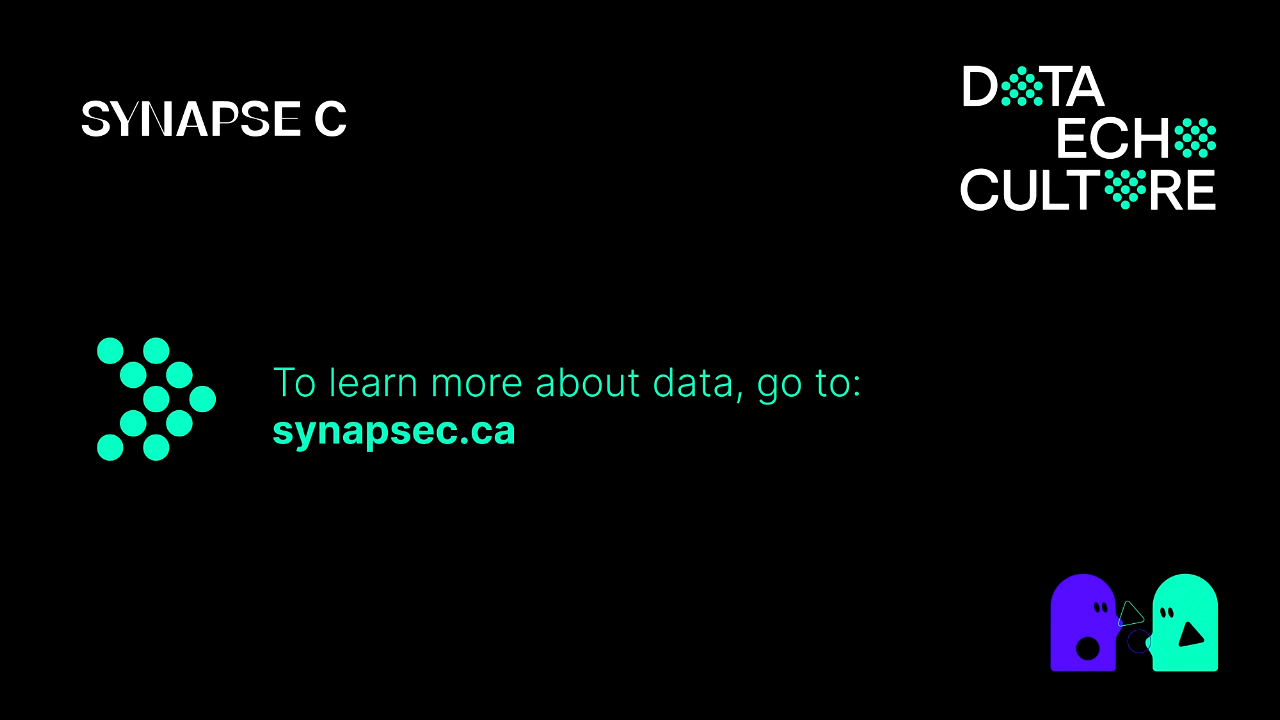 SYNAPSE C
DATA
ECHO
CULTURE
To learn more about data, go to:
synapsec.ca